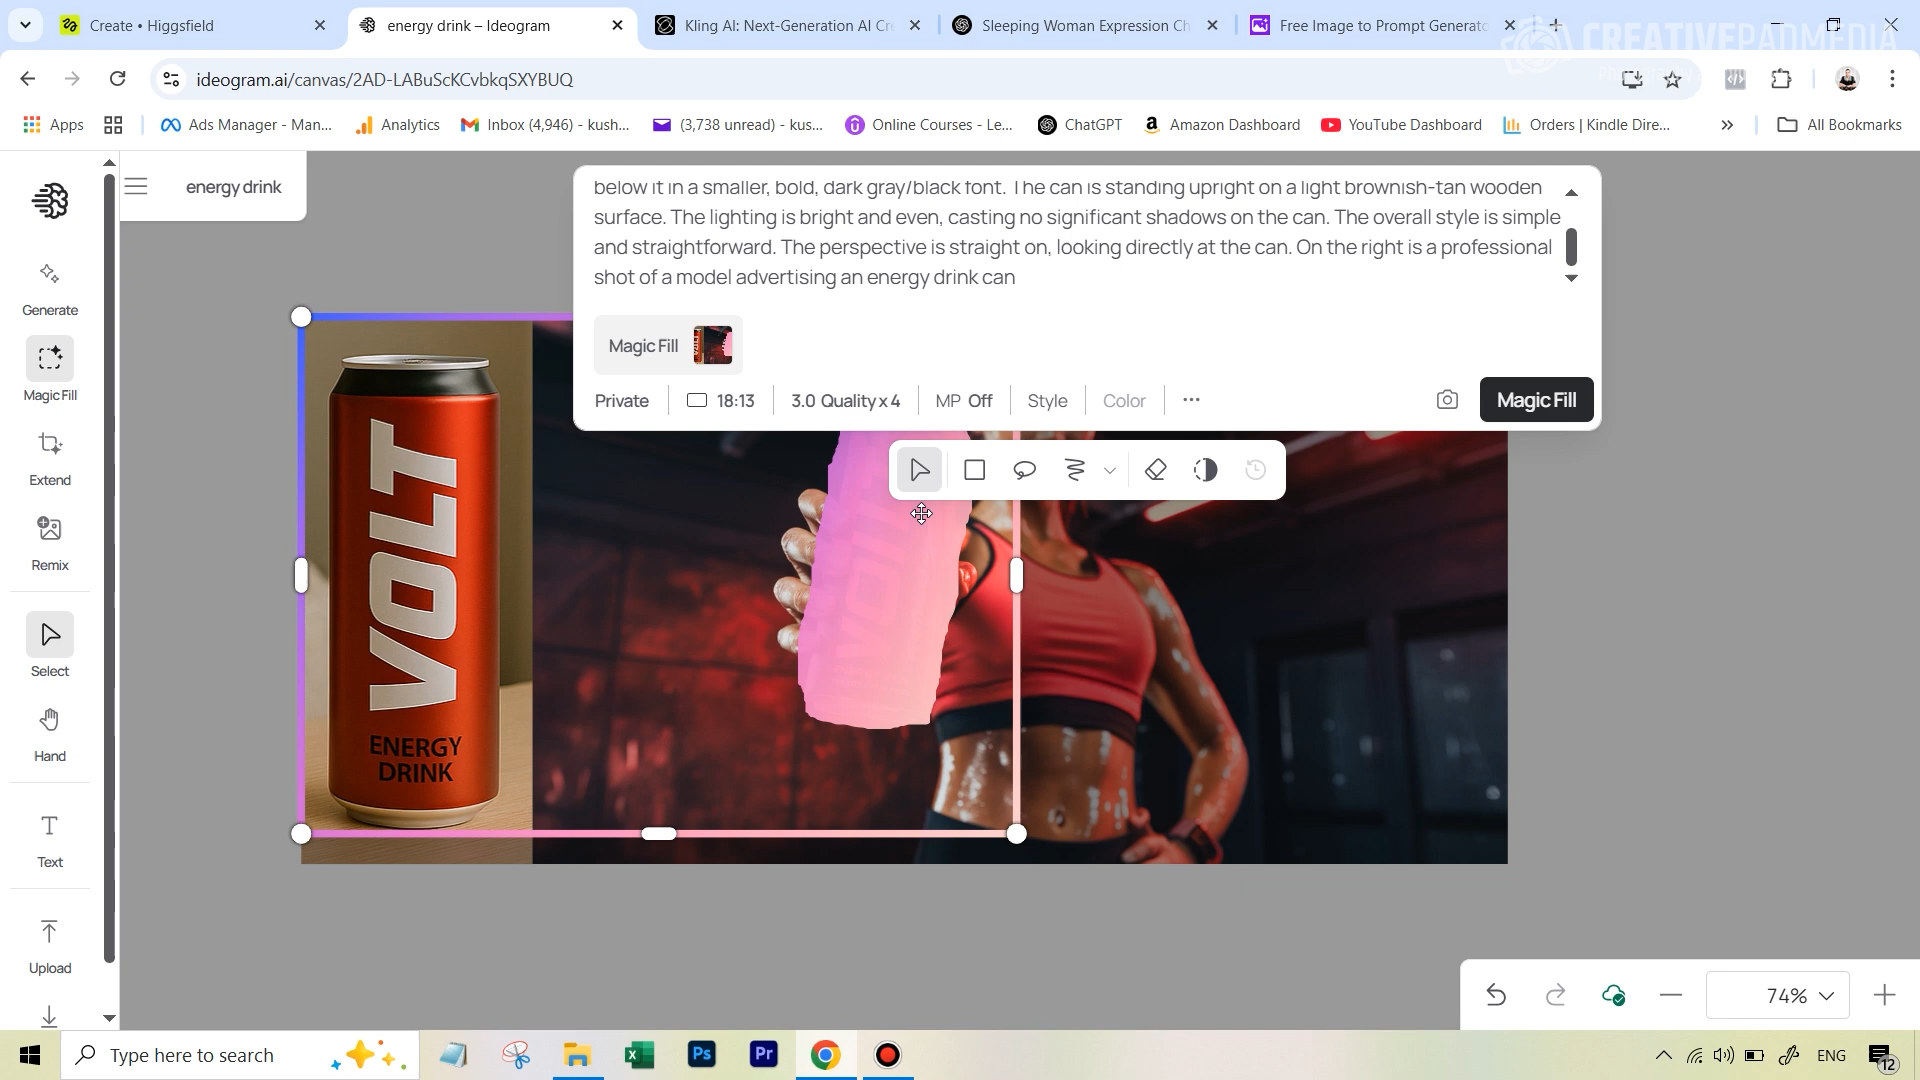 Create • Higgsfield
energy drink – Ideogram
Kling AI: Next-Generation AI Cre
Sleeping Woman Expression Ch
Free Image to Prompt Generato
CREATIVEPADMEDIA
ideogram.ai/canvas/2AD-LABuScKCvbkqSXYBUQ
Apps
Ads Manager - Man...
Analytics
Inbox (4,946) - kush...
(3,738 unread) - kus...
Online Courses - Le...
ChatGPT
Amazon Dashboard
YouTube Dashboard
Orders | Kindle Dire...
All Bookmarks
energy drink
below it in a smaller, bold, dark gray/black font. The can is standing upright on a light brownish-tan wooden
surface. The lighting is bright and even, casting no significant shadows on the can. The overall style is simple
and straightforward. The perspective is straight on, looking directly at the can. On the right is a professional
shot of a model advertising an energy drink can
Magic Fill
Private
18:13
3.0 Quality x 4
MP Off
Style
Color
Magic Fill
Generate
Magic Fill
Extend
Remix
Select
Hand
Text
Upload
VOLT
ENERGY
DRINK
74%
Type here to search
Ps
Pr
ENG
12